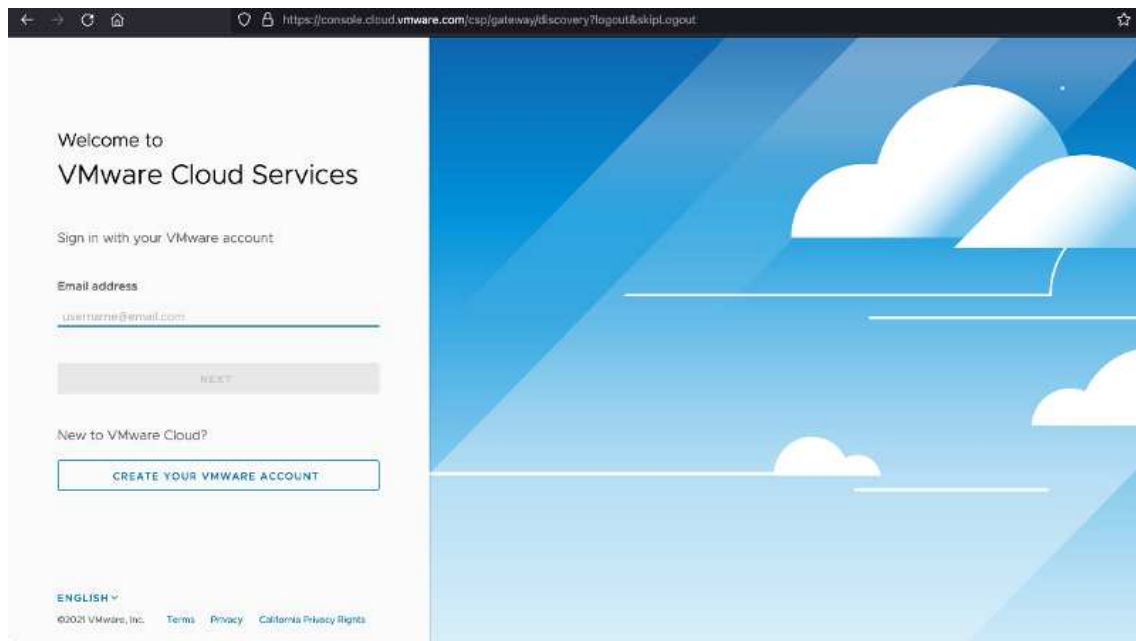 https://console.cloud.vmware.com/csp/gateway/discovery?logout&skipLogout
Welcome to
VMware Cloud Services
Sign in with your VMware account
Email address
username@email.com
NEXT
New to VMware Cloud?
CREATE YOUR VMWARE ACCOUNT
ENGLISH
©2021 VMware, Inc. Terms Privacy California Privacy Rights